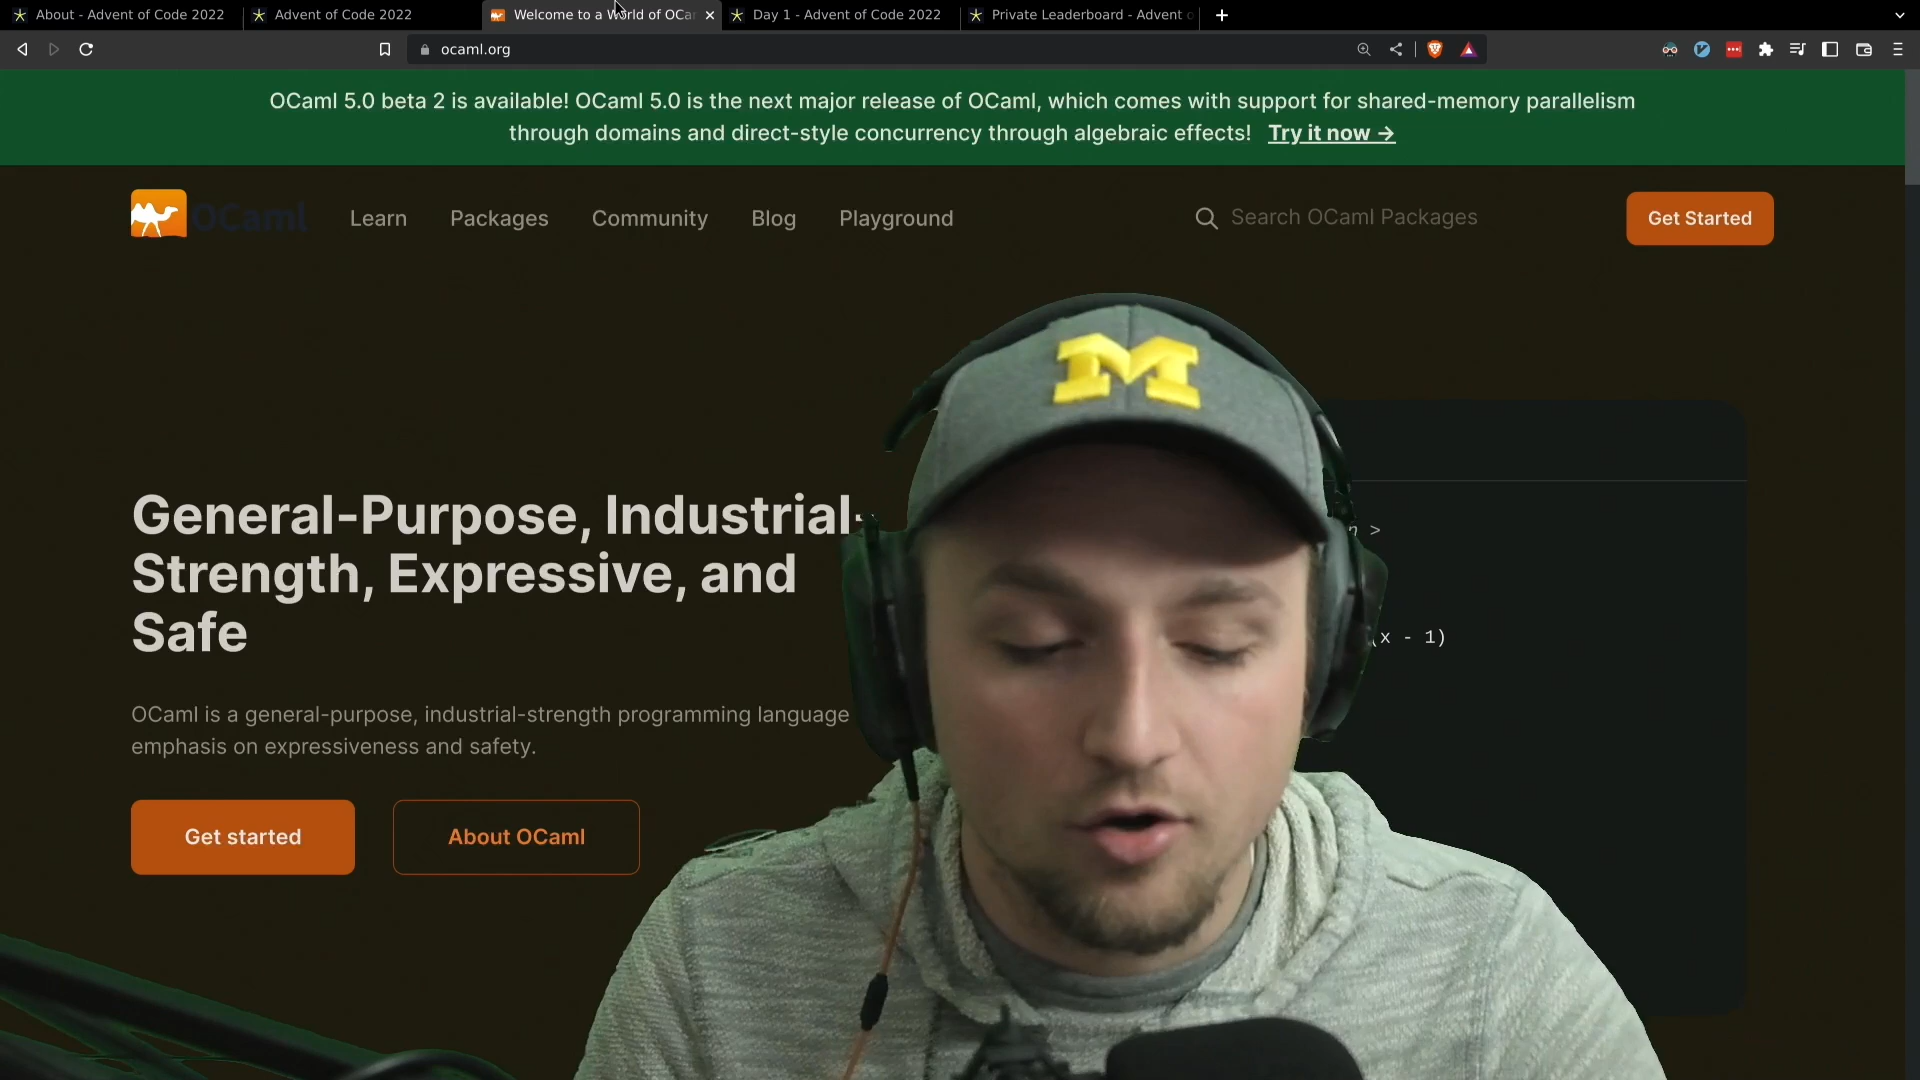 About - Advent of Code 2022
Advent of Code 2022
Welcome to a World of OCa
Day 1 - Advent of Code 2022
Private Leaderboard - Advent o
ocaml.org
OCaml 5.0 beta 2 is available! OCaml 5.0 is the next major release of OCaml, which comes with support for shared-memory parallelism
through domains and direct-style concurrency through algebraic effects! Try it now →
OCaml Learn Packages Community Blog Playground Search OCaml Packages Get Started
M
General-Purpose, Industrial-
Strength, Expressive, and
Safe
n >
(x - 1)
OCaml is a general-purpose, industrial-strength programming language
emphasis on expressiveness and safety.
Get started About OCaml